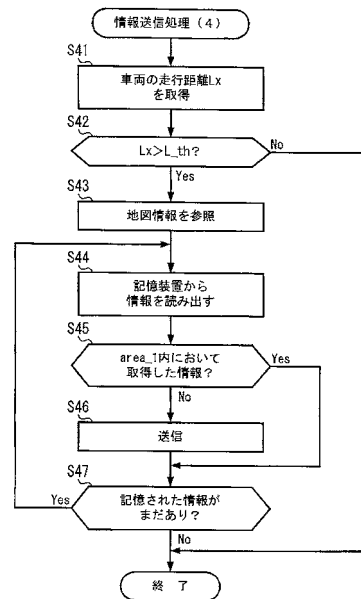 情報送信処理（4）
S41
車両の走行距離Lx
を取得
S42
Lx＞L_th？
No
Yes
S43
地図情報を参照
S44
記憶装置から
情報を読み出す
S45
area_1内において
取得した情報？
Yes
No
S46
送信
S47
記憶された情報が
まだあり？
Yes
No
終 了